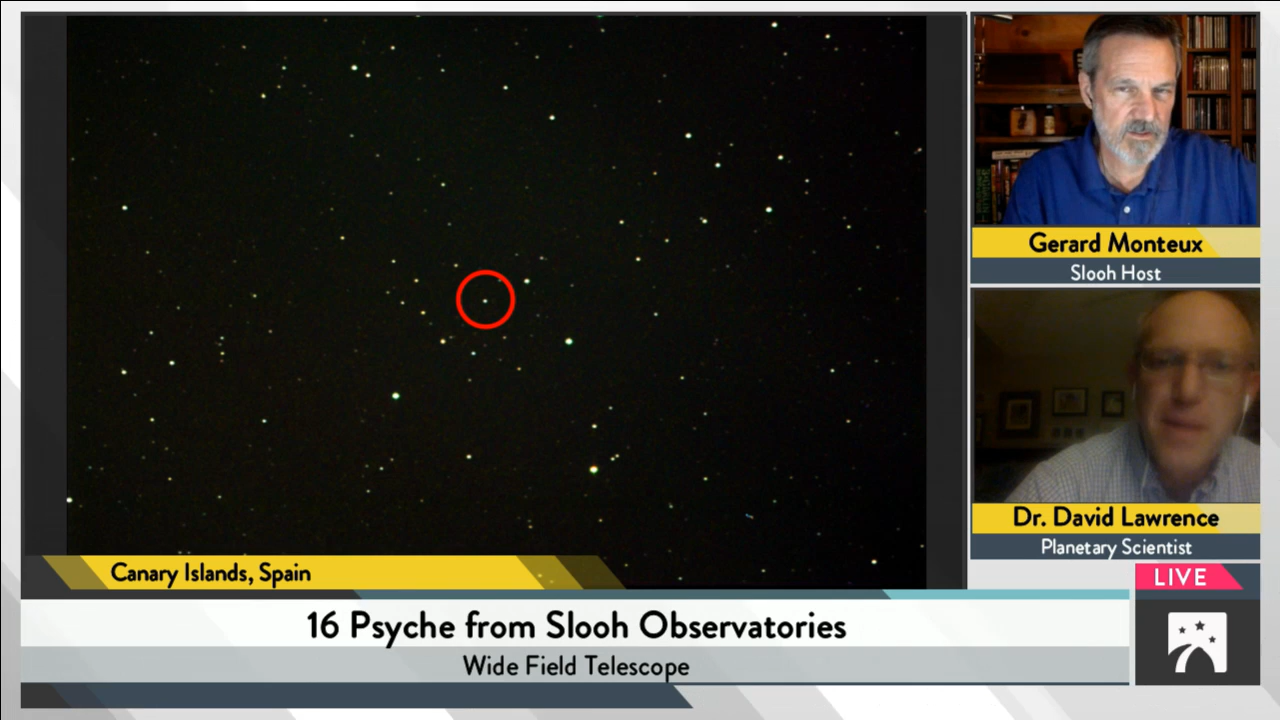 Gerard Monteux
Slooh Host
Dr. David Lawrence
Planetary Scientist
Canary Islands, Spain
LIVE
16 Psyche from Slooh Observatories
Wide Field Telescope